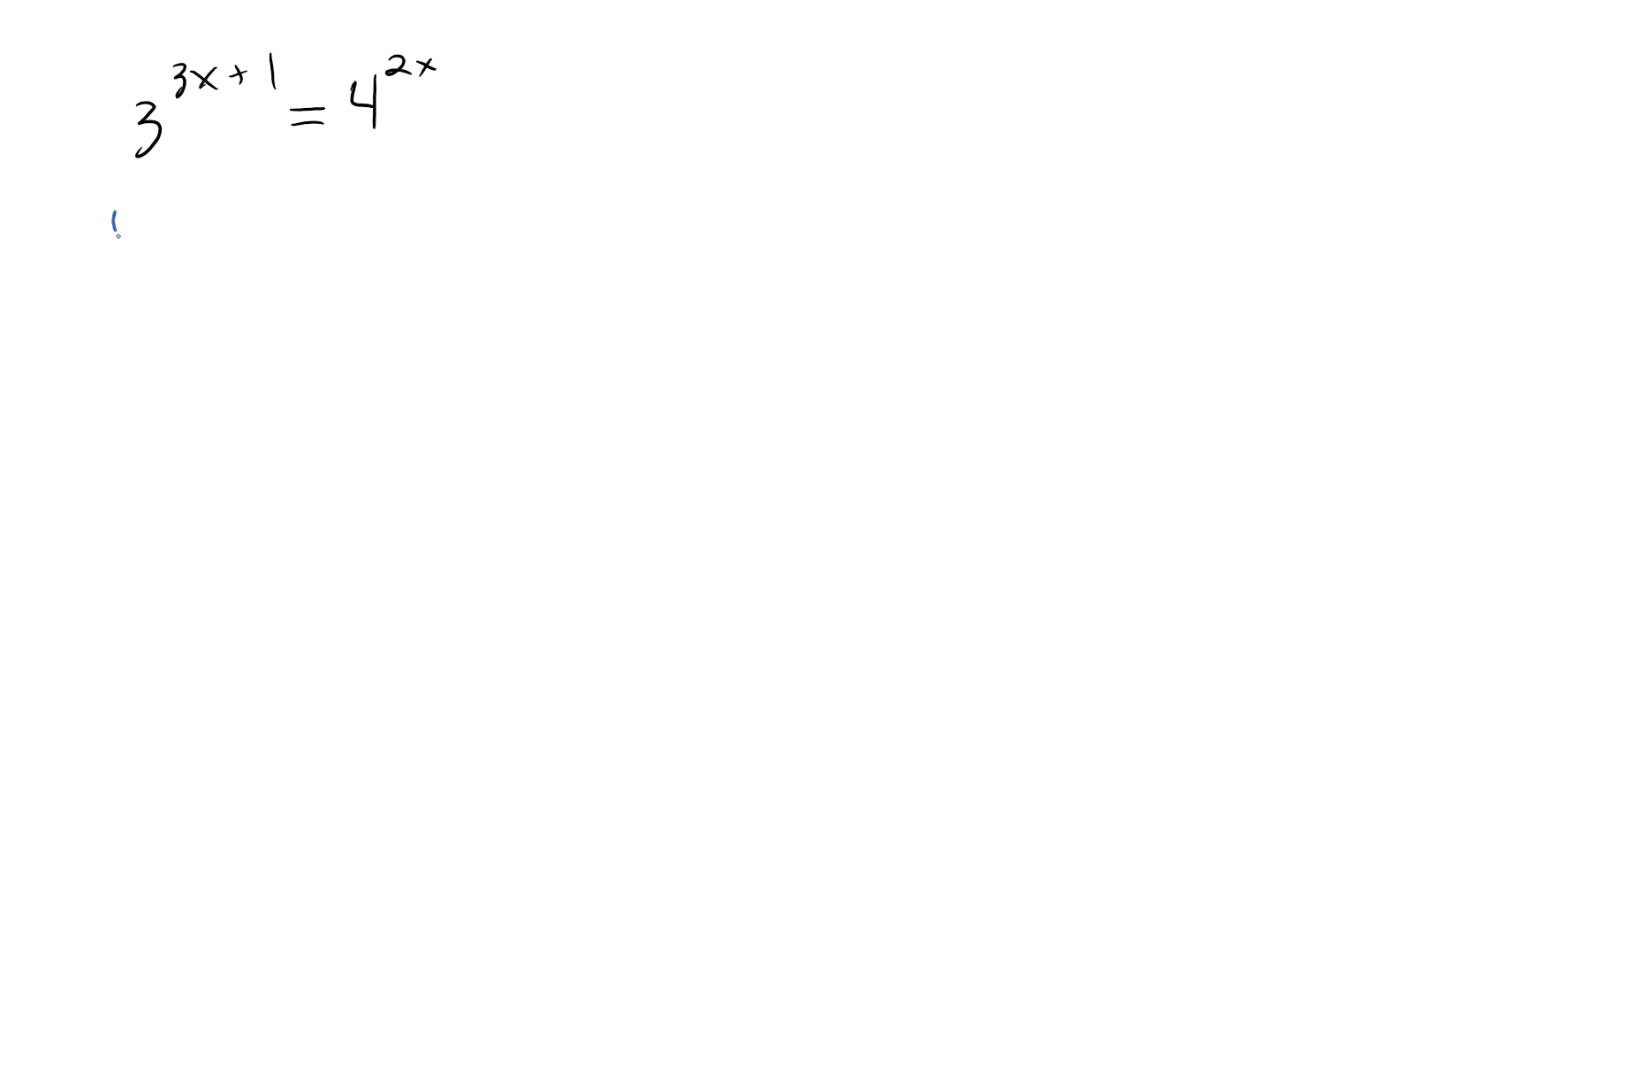 3^{3x+1} = 4^{2x}